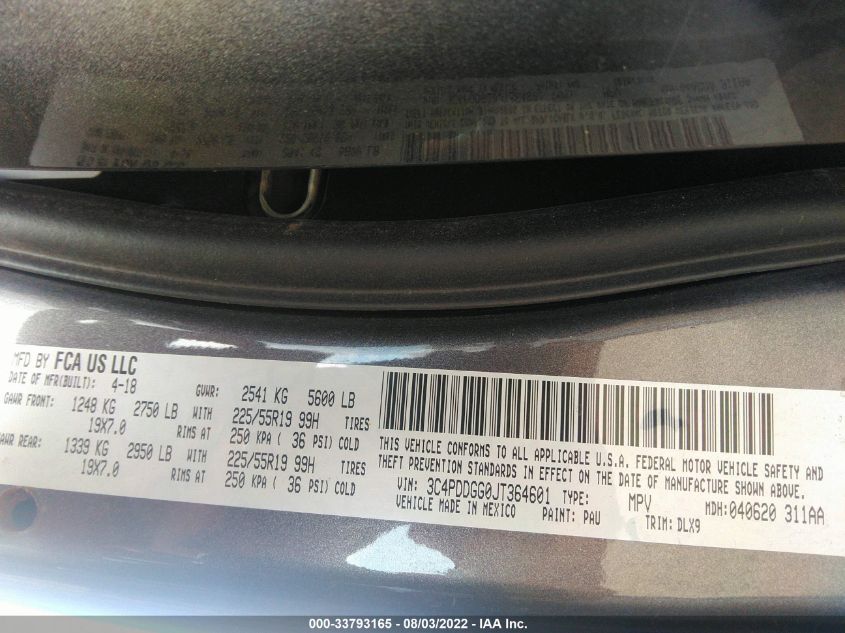 MFD BY FCA US LLC
DATE OF MFR(BUILT): 4-18 GVWR: 2541 KG 5600 LB
GAWR FRONT: 1248 KG 2750 LB WITH 225/55R19 99H TIRES
19X7.0 RIMS AT 250 KPA ( 36 PSI) COLD
GAWR REAR: 1339 KG 2950 LB WITH 225/55R19 99H TIRES
19X7.0 RIMS AT 250 KPA ( 36 PSI) COLD
THIS VEHICLE CONFORMS TO ALL APPLICABLE U.S.A. FEDERAL MOTOR VEHICLE SAFETY AND
THEFT PREVENTION STANDARDS IN EFFECT ON THE DATE OF MANUFACTURE SHOWN ABOVE.
VIN: 3C4PDDGG0JT364601 TYPE: MPV MDH:040620 311AA
VEHICLE MADE IN MEXICO PAINT: PAU TRIM: DLX9
000-33793165 - 08/03/2022 - IAA Inc.